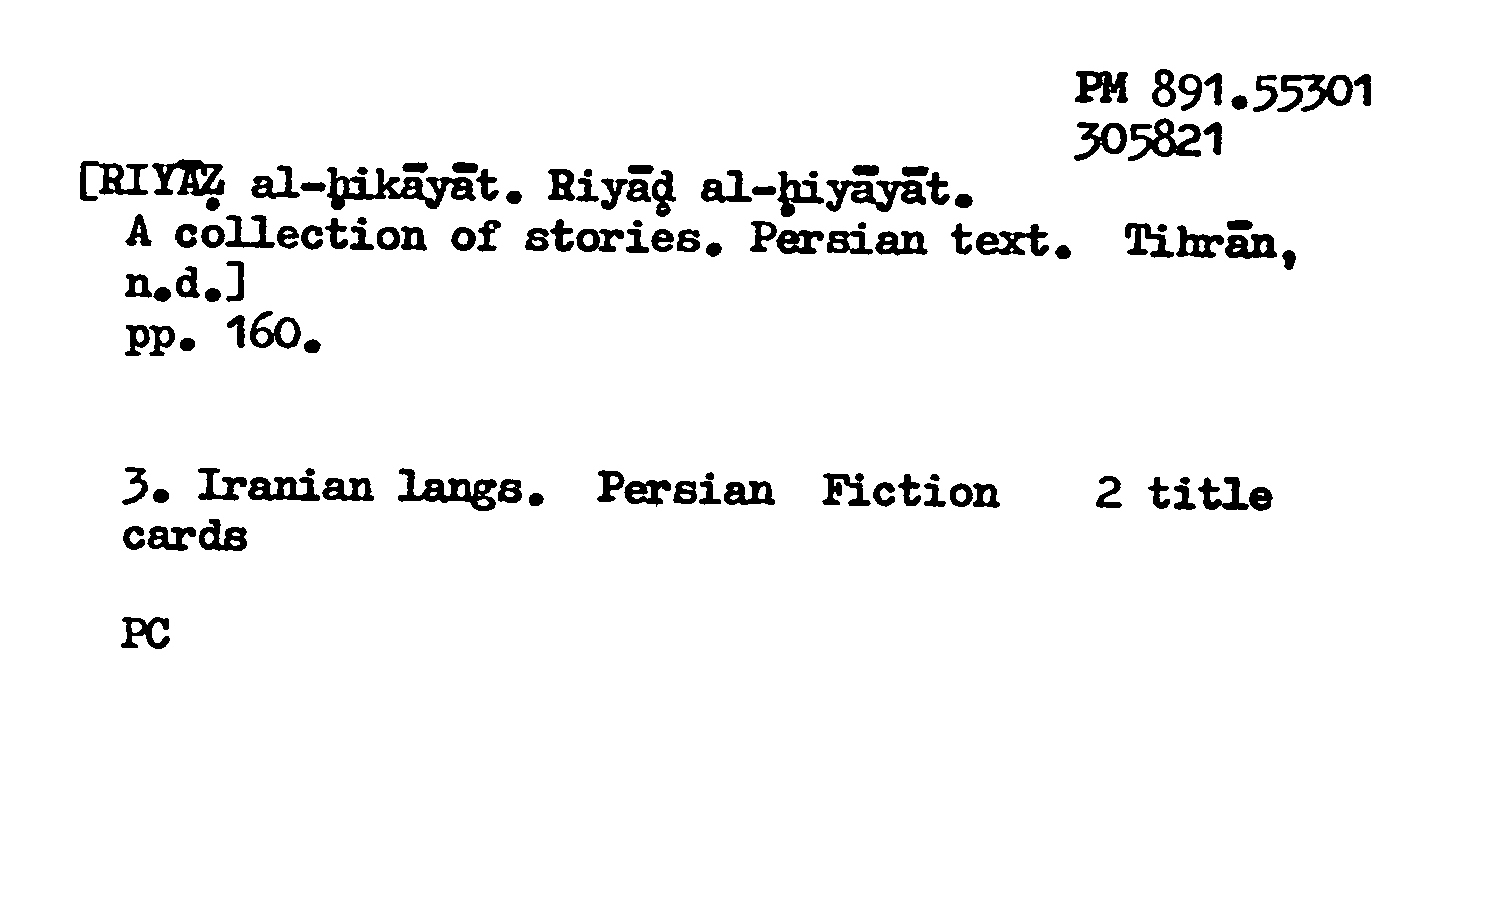 PM 891.55301
305821
[RIYĀẒ al-ḥikāyāt. Riyāḍ al-ḥiyāyāt.
A collection of stories. Persian text. Tihrān,
n.d.]
pp. 160.
3. Iranian langs. Persian Fiction 2 title
cards
PC